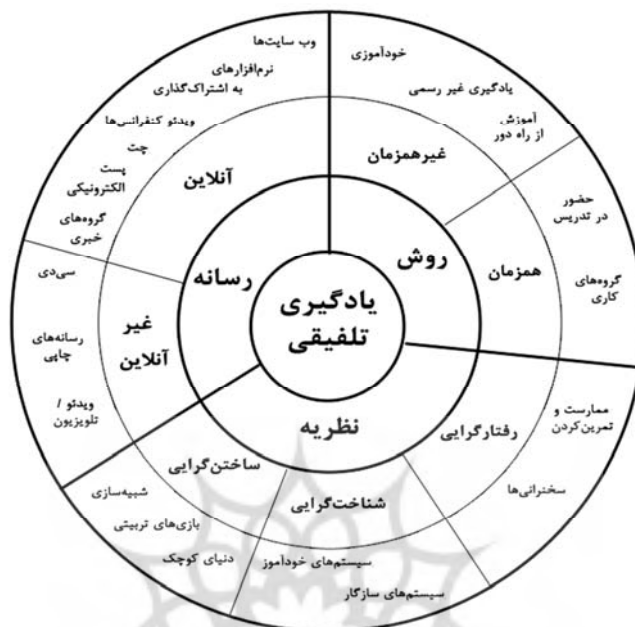 یادگیری
تلفیقی
روش
غیرهمزمان
خودآموزی
یادگیری غیر رسمی
آموزش
از راه دور
همزمان
حضور
در تدریس
گروه‌های
کاری
نظریه
رفتارگرایی
ممارست و
تمرین‌کردن
سخنرانی‌ها
شناخت‌گرایی
سیستم‌های خودآموز
سیستم‌های سازگار
ساختن‌گرایی
شبیه‌سازی
بازی‌های تربیتی
دنیای کوچک
رسانه
آنلاین
وب سایت‌ها
نرم‌افزارهای
به اشتراک‌گذاری
ویدئو کنفرانس‌ها
چت
پست
الکترونیکی
گروه‌های
خبری
غیر
آنلاین
سی‌دی
رسانه‌های
چاپی
ویدئو /
تلویزیون